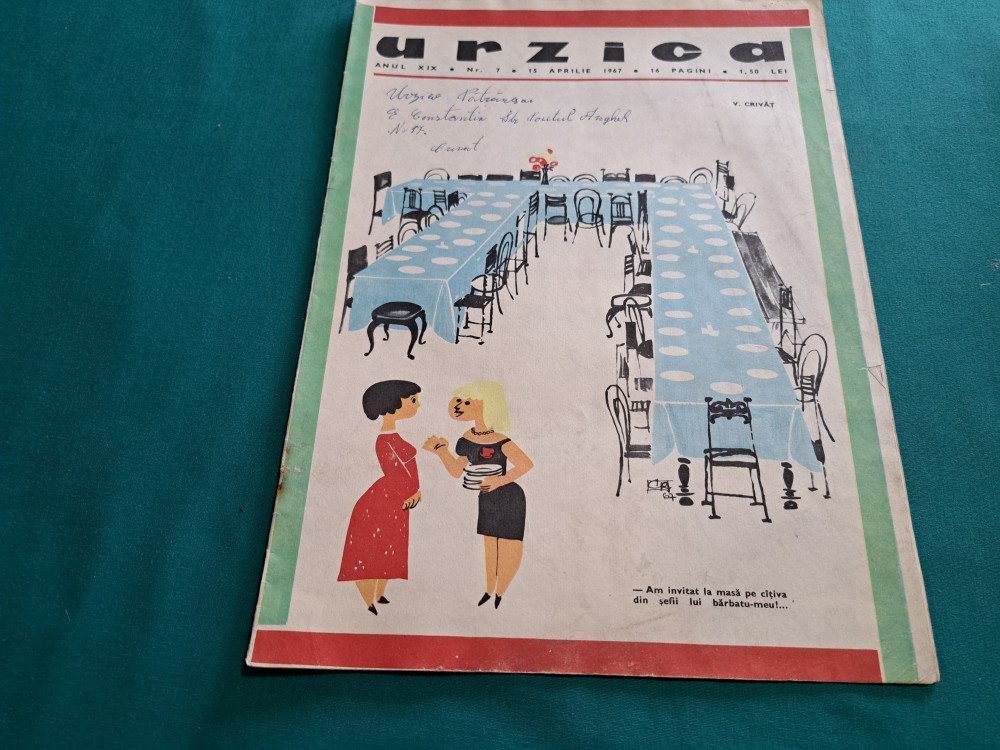 urzica
ANUL XIX • Nr. 7 • 15 APRILIE 1967 • 16 PAGINI • 1,50 LEI
V. CRIVĂȚ
Constantin
— Am invitat la masă pe cîțiva
din șefii lui bărbatu-meu!...